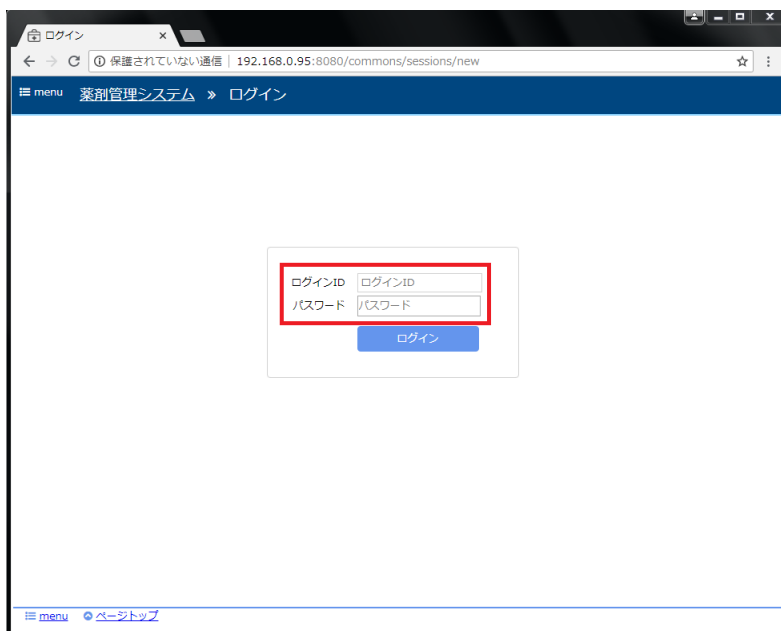 ログイン
保護されていない通信 | 192.168.0.95:8080/commons/sessions/new
menu 薬剤管理システム » ログイン
ログインID ログインID
パスワード パスワード
ログイン
menu ページトップ